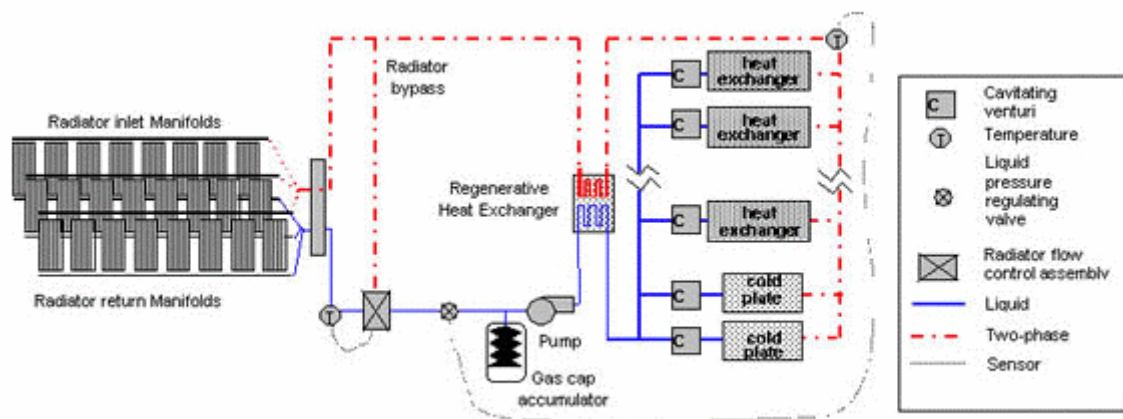 Radiator inlet Manifolds
Radiator
bypass
Regenerative
Heat Exchanger
Radiator return Manifolds
T
Pump
Gas cap
accumulator
T
C
heat
exchanger
C
heat
exchanger
C
heat
exchanger
C
cold
plate
C
cold
plate
C
Cavitating
venturi
T
Temperature
Liquid
pressure
regulating
valve
Radiator flow
control assembly
Liquid
Two-phase
Sensor